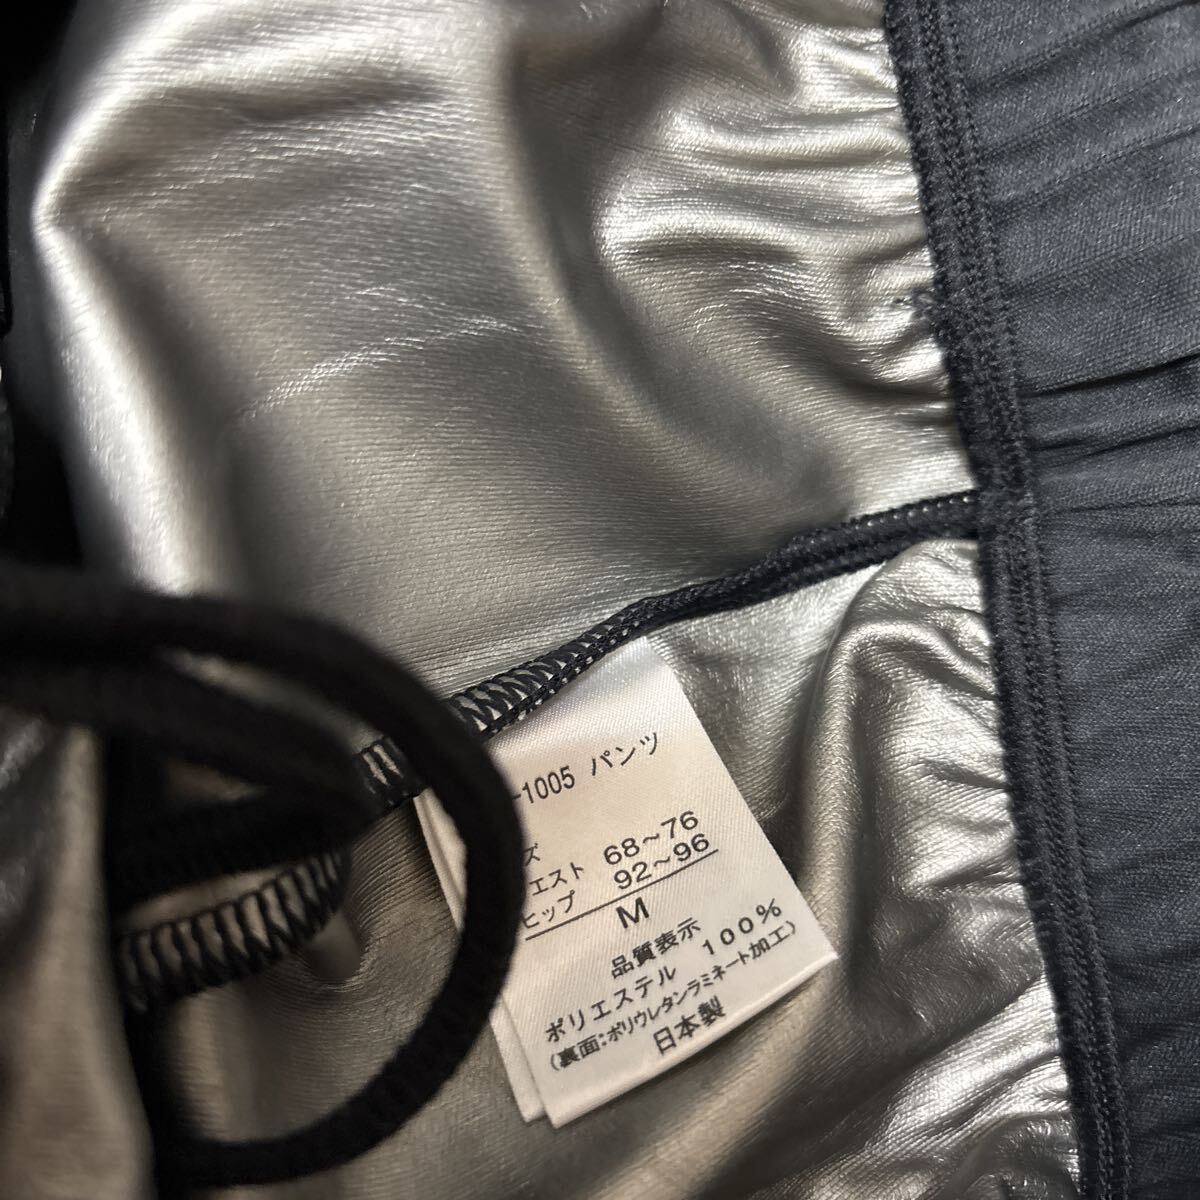 -1005 パンツ
ズ
エスト 68~76
ヒップ 92~96
M
品質表示
ポリエステル 100%
(裏面:ポリウレタンラミネート加工)
日本製